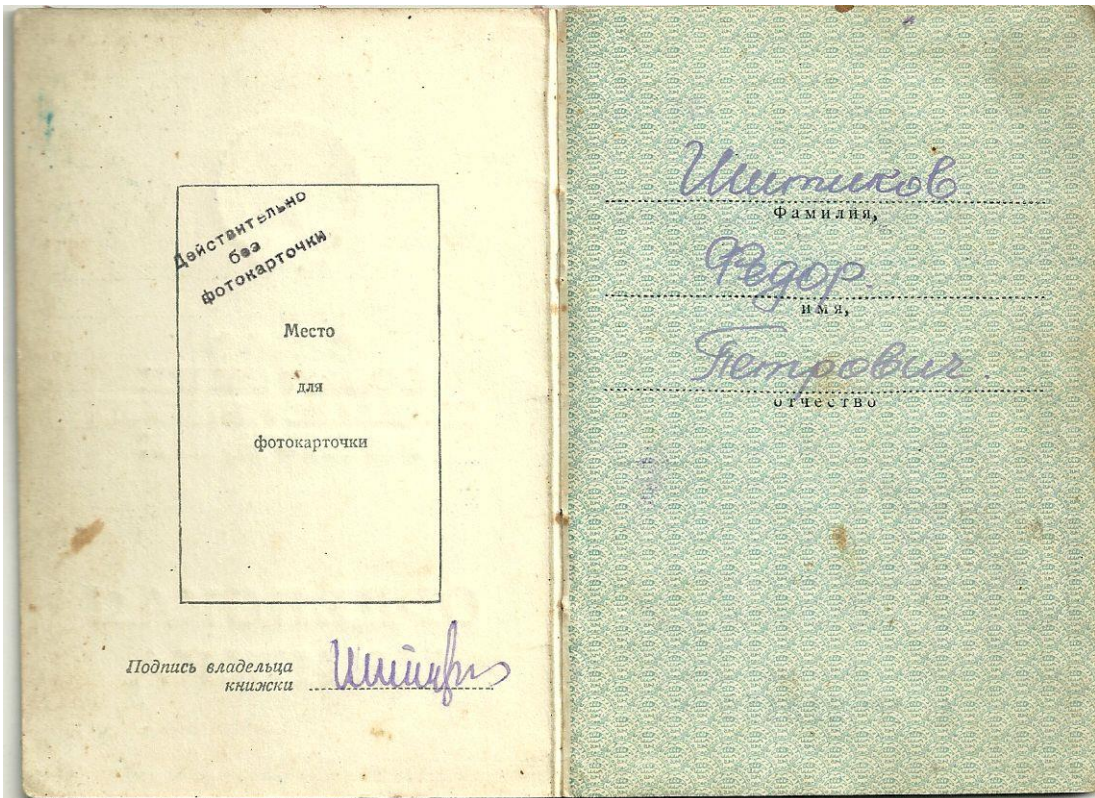 Действительно
без
фотокарточки
Место
для
фотокарточки
Подпись владельца
книжки
Шитиков
Фамилия,
Федор.
имя,
Петрович.
отчество